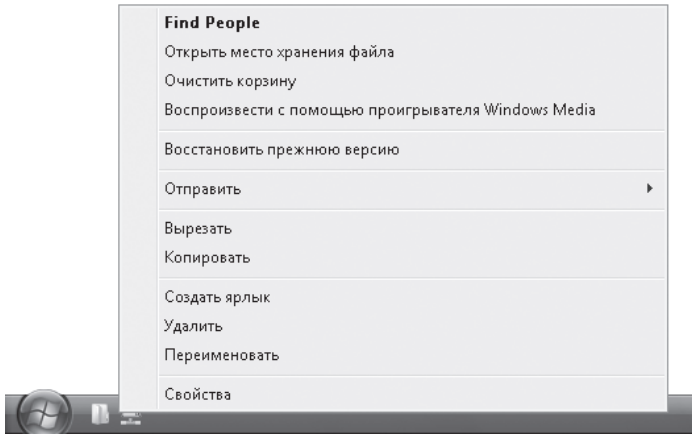 Find People
Открыть место хранения файла
Очистить корзину
Воспроизвести с помощью проигрывателя Windows Media
Восстановить прежнюю версию
Отправить
Вырезать
Копировать
Создать ярлык
Удалить
Переименовать
Свойства